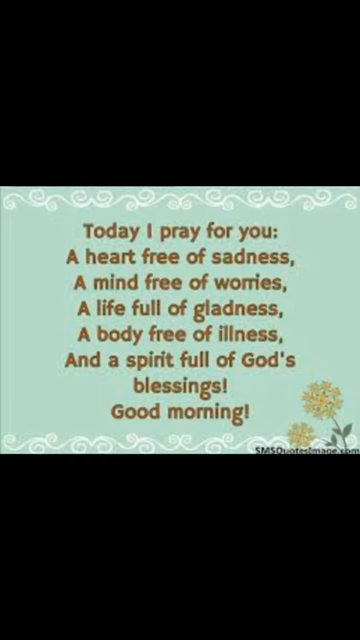 Today I pray for you:
A heart free of sadness,
A mind free of worries,
A life full of gladness,
A body free of illness,
And a spirit full of God's
blessings!
Good morning!
SMSQuotesImage.com